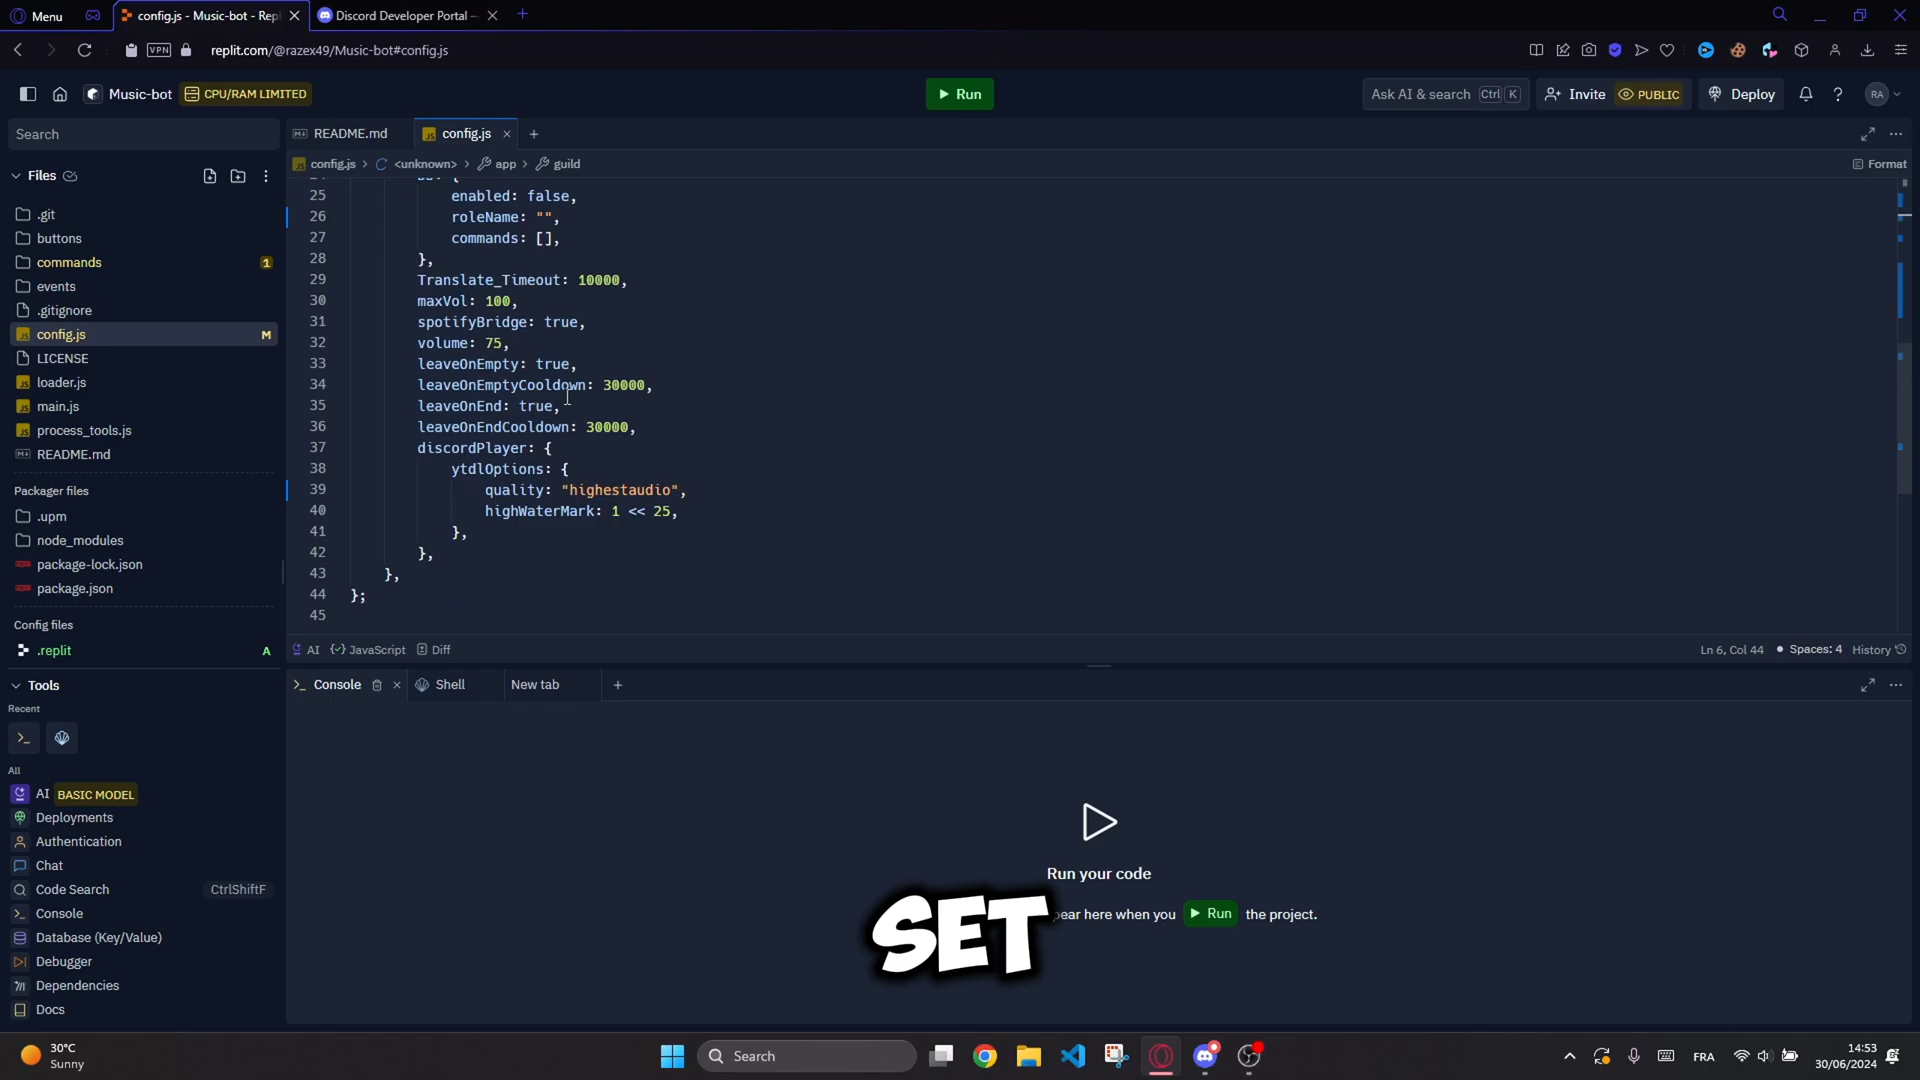 Menu
config.js - Music-bot - Repl
Discord Developer Portal —
VPN
replit.com/@razex49/Music-bot#config.js
Music-bot
CPU/RAM LIMITED
Run
Ask AI & search Ctrl K
Invite
PUBLIC
Deploy
RA
Search
README.md
config.js
config.js > <unknown> > app > guild
Format
Files
.git
buttons
commands 1
events
.gitignore
config.js M
LICENSE
loader.js
main.js
process_tools.js
README.md
Packager files
.upm
node_modules
package-lock.json
package.json
Config files
.replit A
25 enabled: false,
26 roleName: "",
27 commands: [],
28 },
29 Translate_Timeout: 10000,
30 maxVol: 100,
31 spotifyBridge: true,
32 volume: 75,
33 leaveOnEmpty: true,
34 leaveOnEmptyCooldown: 30000,
35 leaveOnEnd: true,
36 leaveOnEndCooldown: 30000,
37 discordPlayer: {
38 ytdlOptions: {
39 quality: "highestaudio",
40 highWaterMark: 1 << 25,
41 },
42 },
43 },
44 };
45
AI JavaScript Diff
Ln 6, Col 44 Spaces: 4 History
Tools
Recent
All
AI BASIC MODEL
Deployments
Authentication
Chat
Code Search CtrlShiftF
Console
Database (Key/Value)
Debugger
Dependencies
Docs
Console
Shell
New tab
Run your code
pear here when you Run the project.
SET
30°C
Sunny
Search
FRA
14:53
30/06/2024